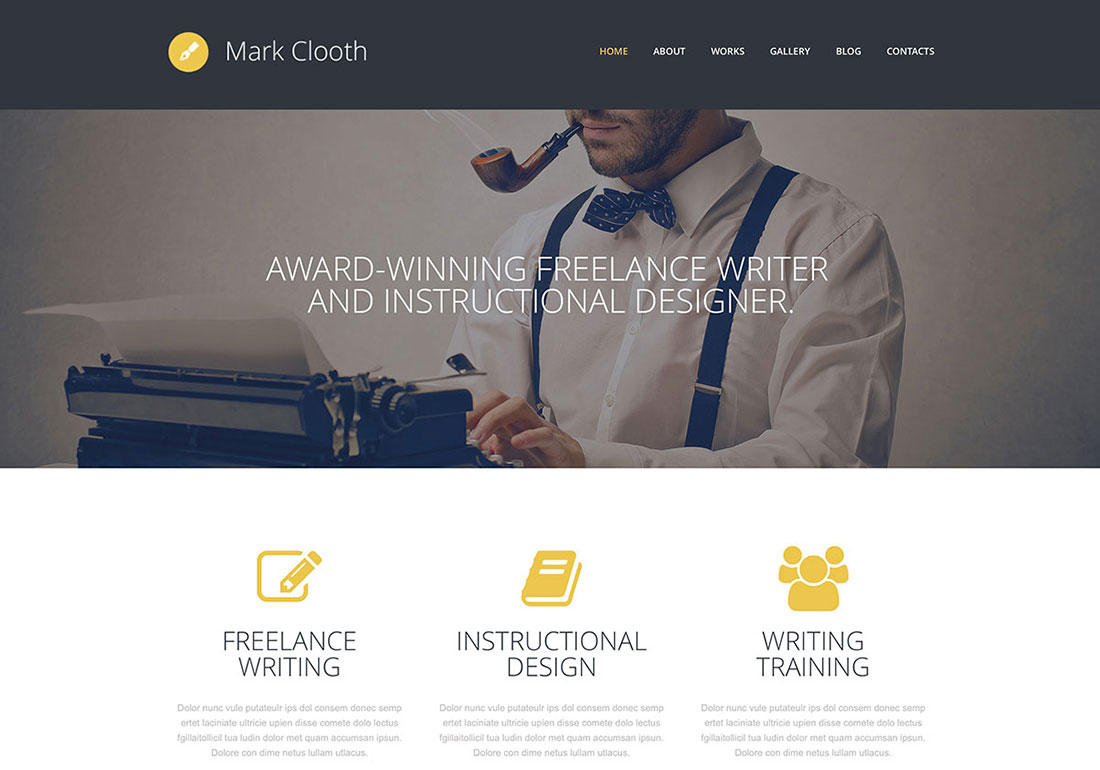 Mark Clooth
HOME ABOUT WORKS GALLERY BLOG CONTACTS
AWARD-WINNING FREELANCE WRITER
AND INSTRUCTIONAL DESIGNER.
FREELANCE
WRITING
Dolor nunc vule putateulr ips dol consem donec semp
ertet laciniate ultricie upien disse comete dolo lectus
fgillaitollicil tua ludin dolor met quam accumsan ipsun.
Dolore con dime netus lullam utlacus.
INSTRUCTIONAL
DESIGN
Dolor nunc vule putateulr ips dol consem donec semp
ertet laciniate ultricie upien disse comete dolo lectus
fgillaitollicil tua ludin dolor met quam accumsan ipsun.
Dolore con dime netus lullam utlacus.
WRITING
TRAINING
Dolor nunc vule putateulr ips dol consem donec semp
ertet laciniate ultricie upien disse comete dolo lectus
fgillaitollicil tua ludin dolor met quam accumsan ipsun.
Dolore con dime netus lullam utlacus.